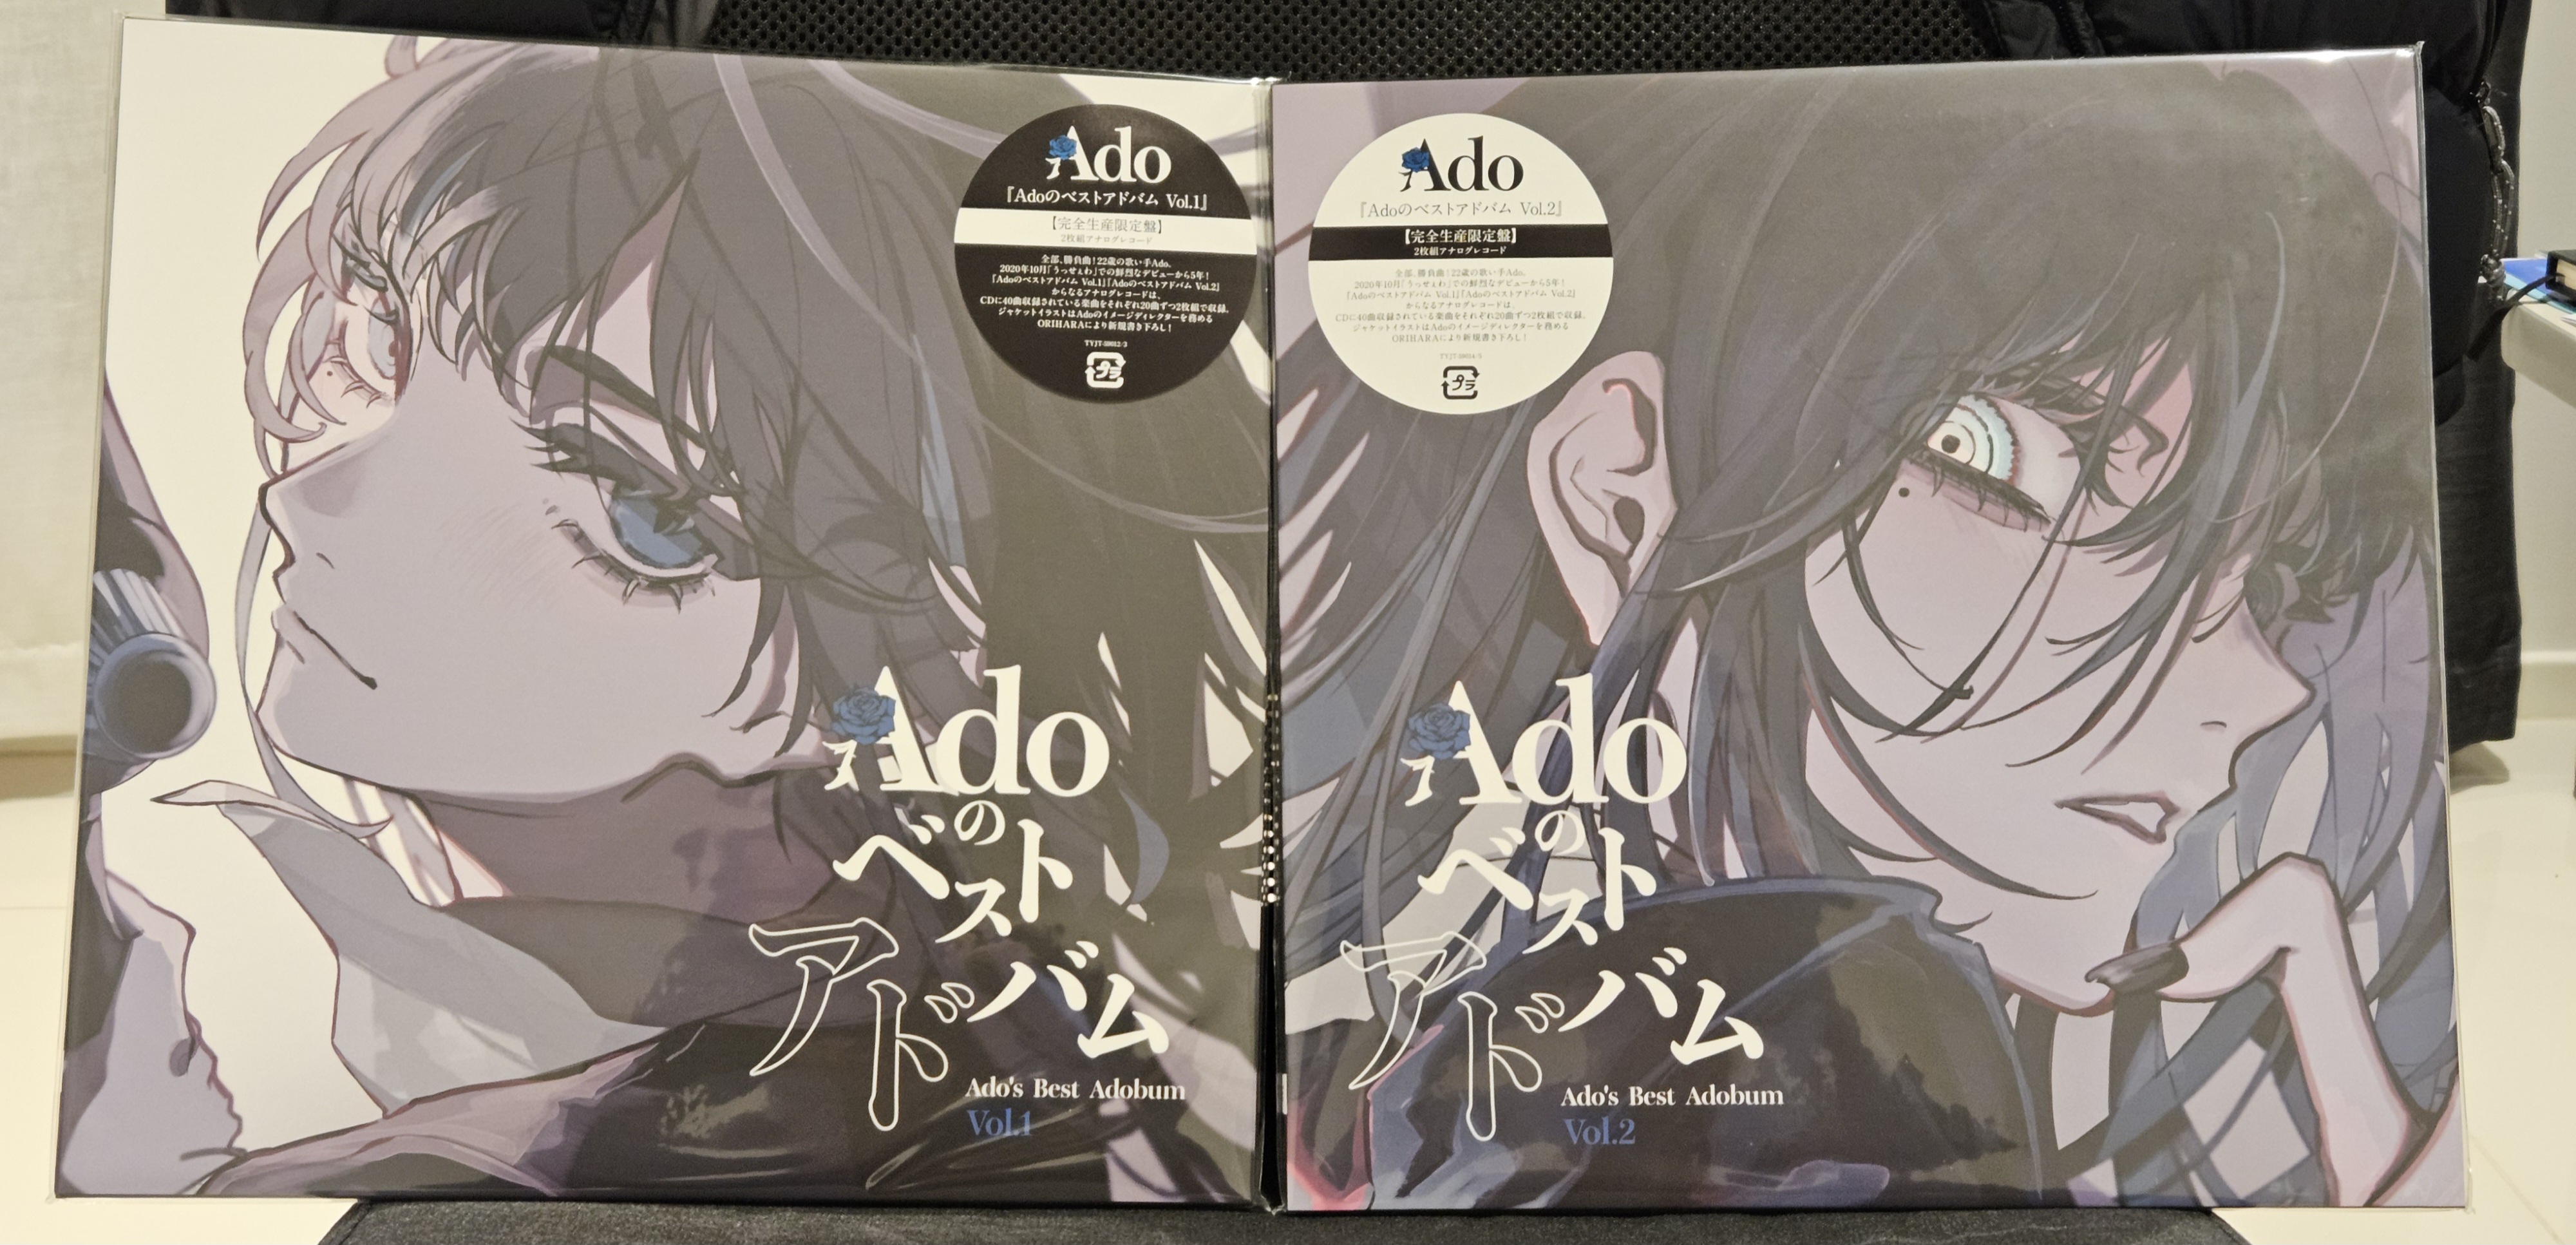 Ado
『Adoのベストアドバム Vol.1』
【完全生産限定盤】
2枚組アナログレコード
全部、勝負曲!22歳の歌い手Ado。
2020年10月「うっせぇわ」での鮮烈なデビューから5年!
『Adoのベストアドバム Vol.1』『Adoのベストアドバム Vol.2』
からなるアナログレコードは、
CDに40曲収録されている楽曲をそれぞれ20曲ずつ2枚組で収録。
ジャケットイラストはAdoのイメージディレクターを務める
ORIHARAにより新規書き下ろし!
TYJT-39012/3
プラ
Ado
の
ベスト
アドバム
Ado's Best Adobum
Vol.1
Ado
『Adoのベストアドバム Vol.2』
【完全生産限定盤】
2枚組アナログレコード
全部、勝負曲!22歳の歌い手Ado。
2020年10月「うっせぇわ」での鮮烈なデビューから5年!
『Adoのベストアドバム Vol.1』『Adoのベストアドバム Vol.2』
からなるアナログレコードは、
CDに40曲収録されている楽曲をそれぞれ20曲ずつ2枚組で収録。
ジャケットイラストはAdoのイメージディレクターを務める
ORIHARAにより新規書き下ろし!
TYJT-39014/5
プラ
Ado
の
ベスト
アドバム
Ado's Best Adobum
Vol.2